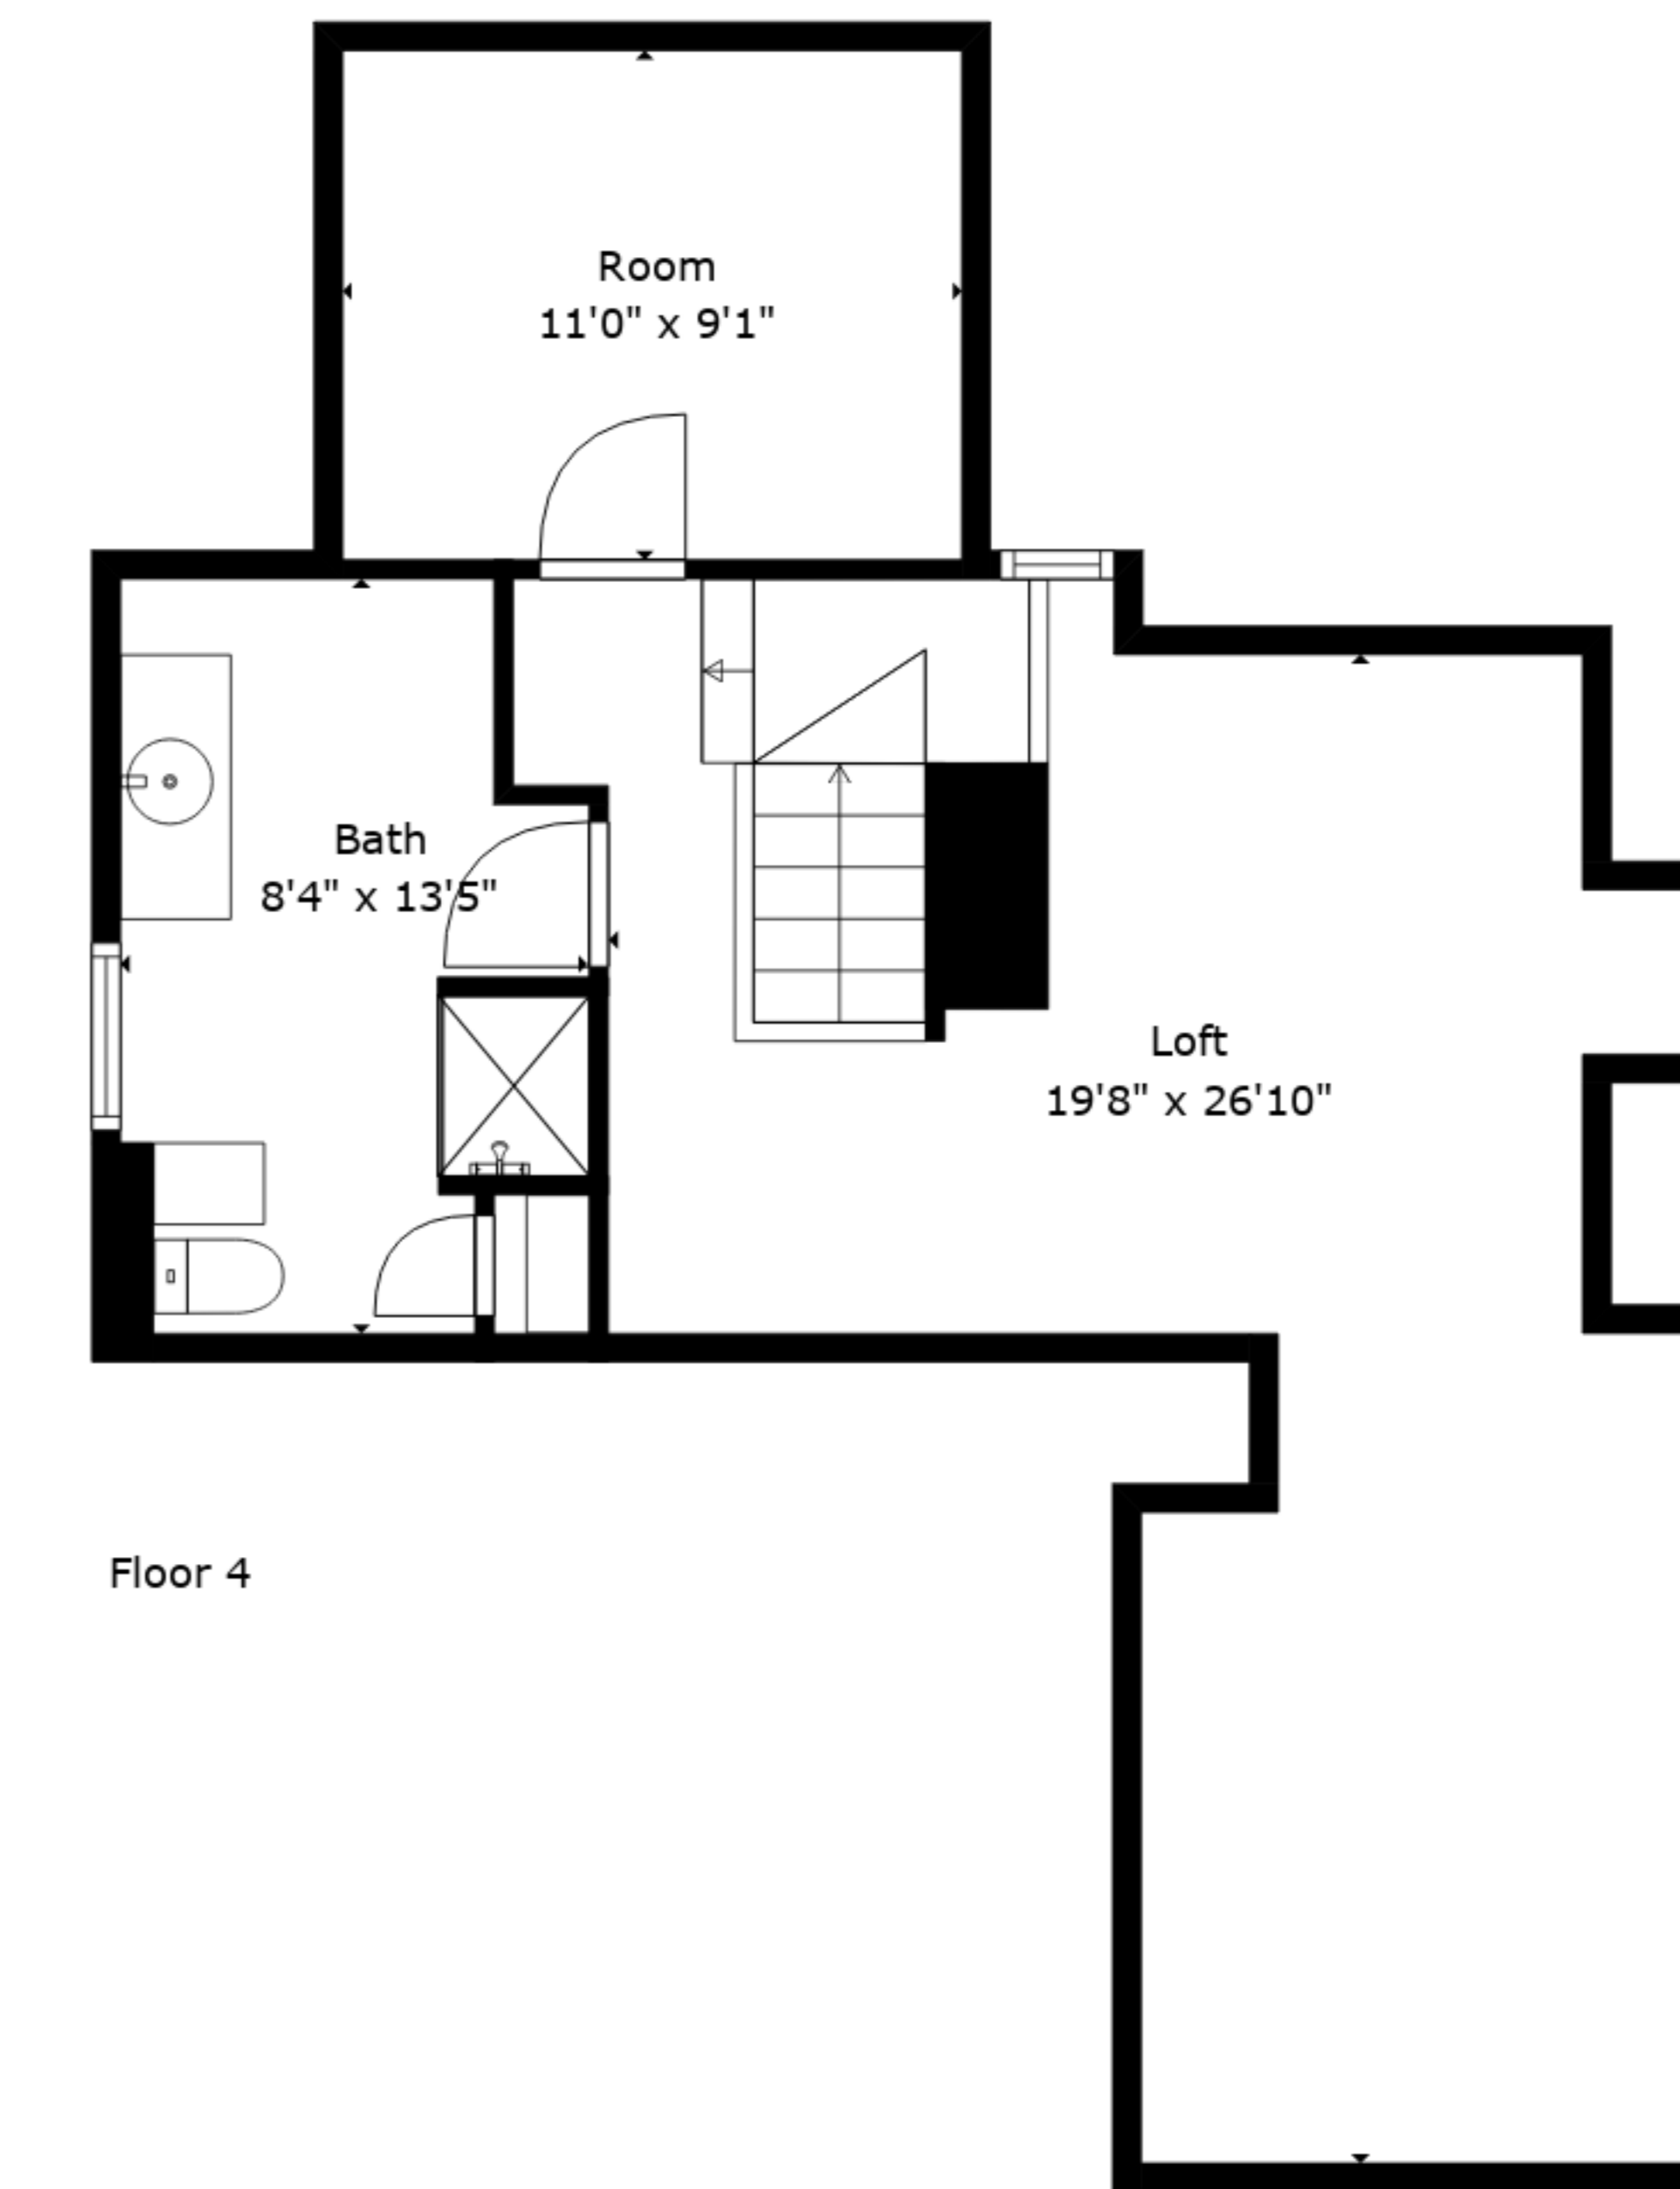 Room
11'0" x 9'1"
Bath
8'4" x 13'5"
Loft
19'8" x 26'10"
Floor 4